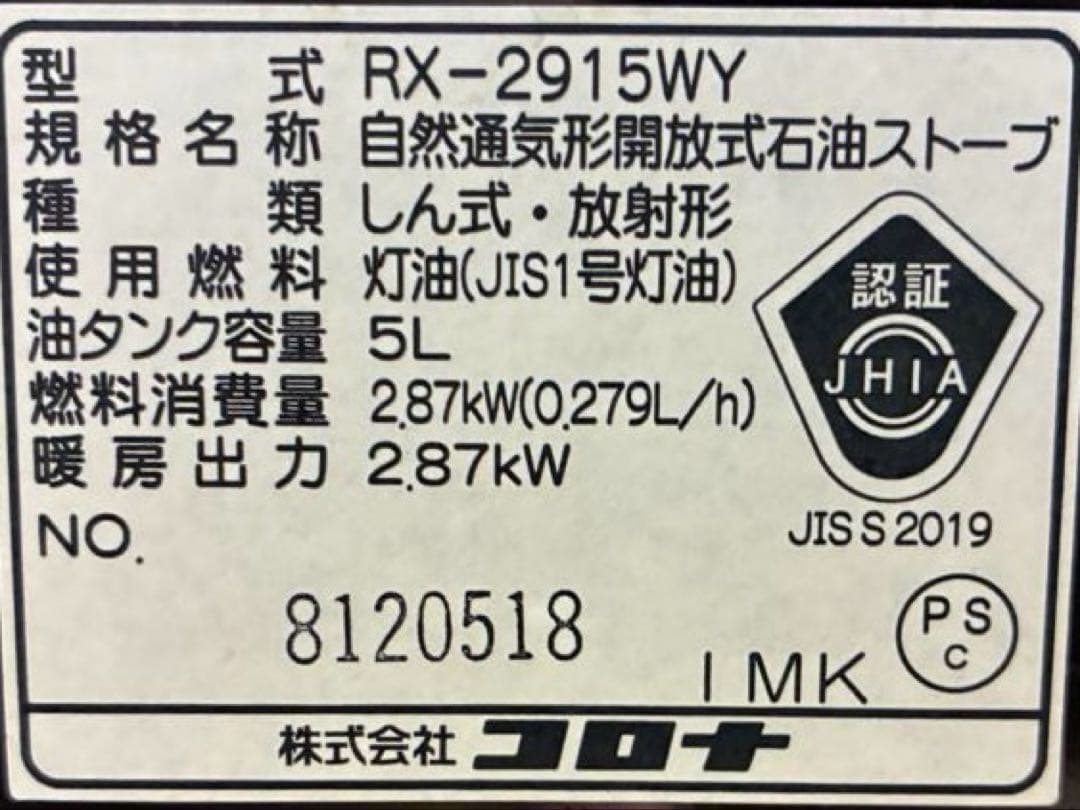 型式 RX-2915WY
規格名称 自然通気形開放式石油ストーブ
種類 しん式・放射形
使用燃料 灯油(JIS1号灯油)
油タンク容量 5L
燃料消費量 2.87kW(0.279L/h)
暖房出力 2.87kW
認証
JHIA
JIS S 2019
NO.
8120518
IMK
PS
C
株式会社コロナ